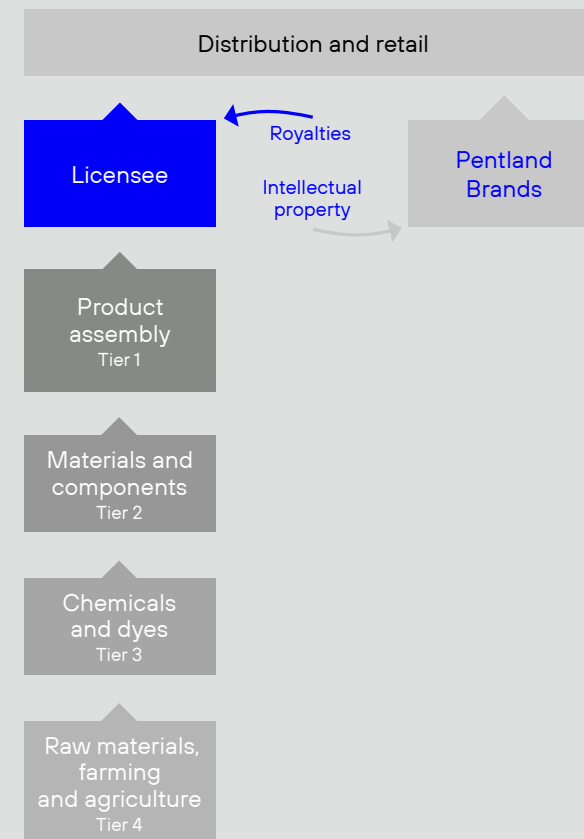 Distribution and retail
Royalties
Licensee
Pentland
Brands
Intellectual
property
Product
assembly
Tier 1
Materials and
components
Tier 2
Chemicals
and dyes
Tier 3
Raw materials,
farming
and agriculture
Tier 4